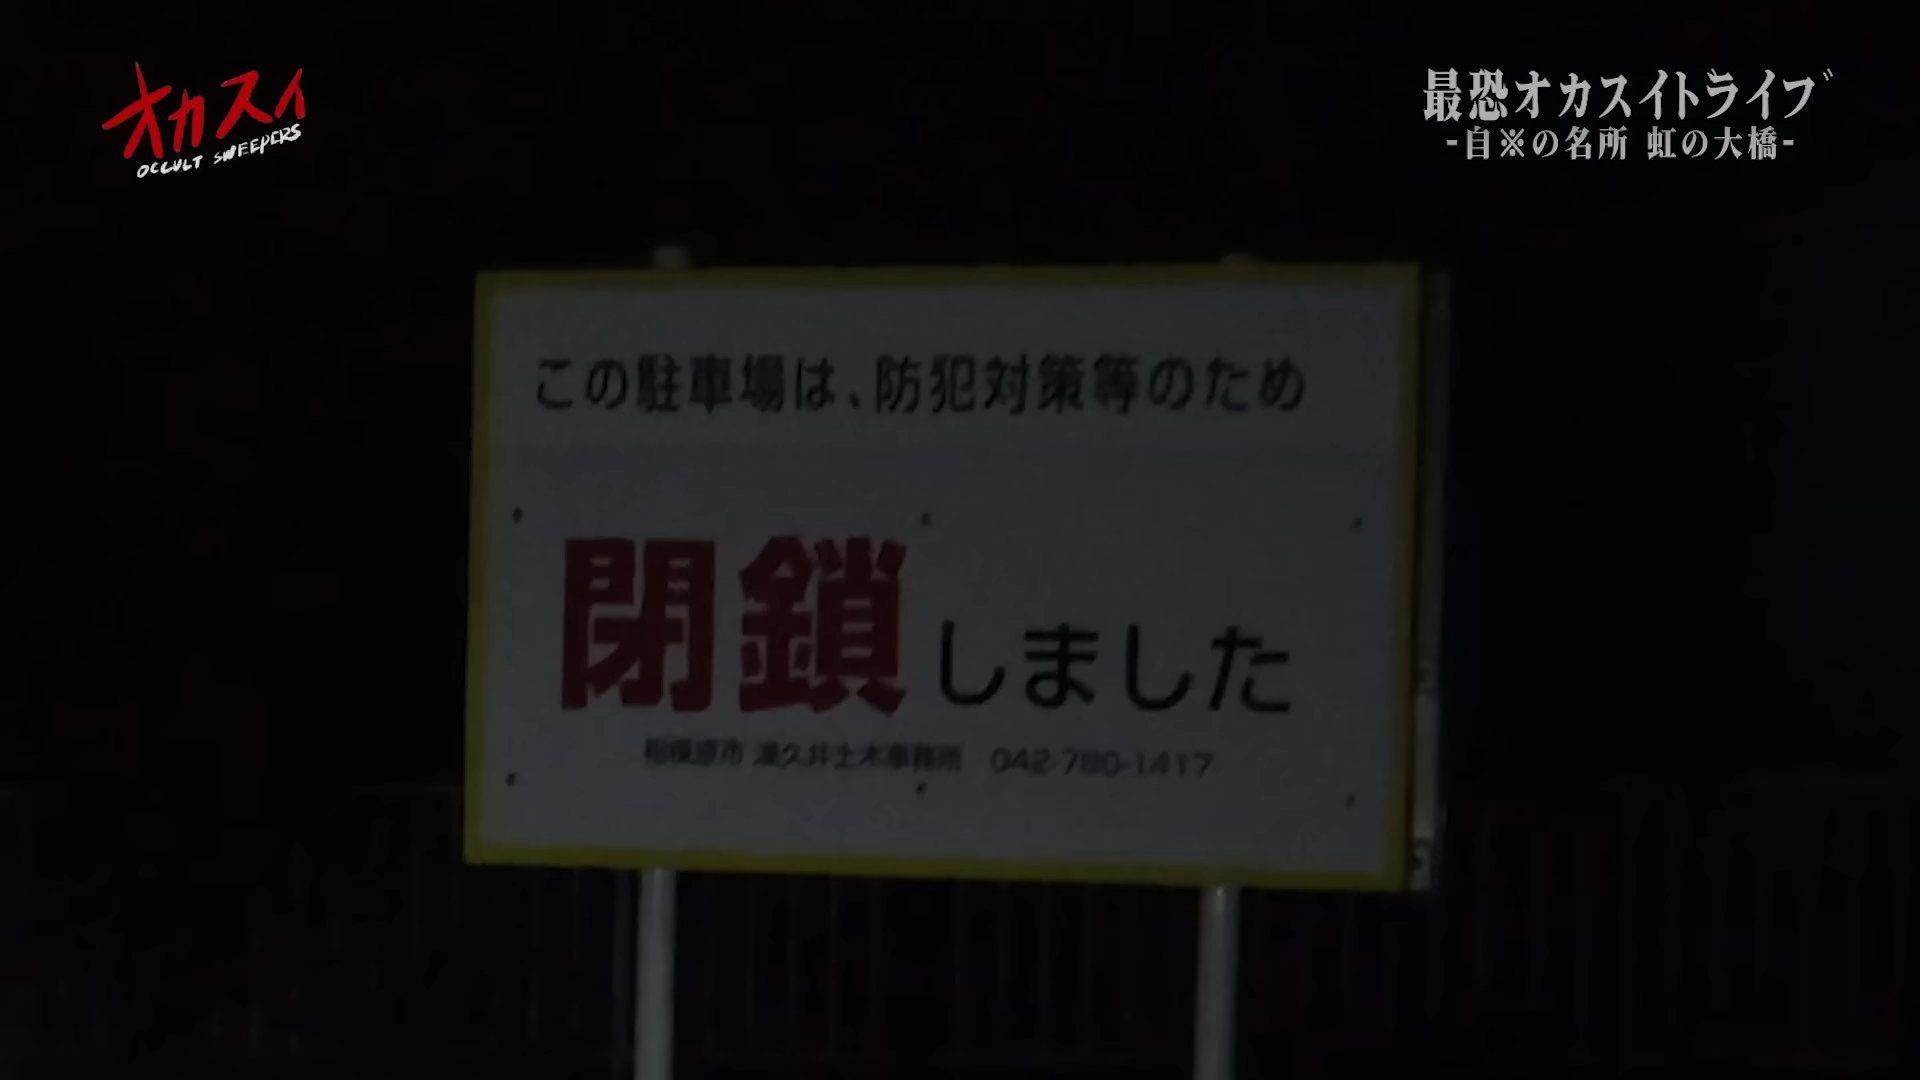 オカスイ
OCCULT SWEEPERS
最恐オカスイトライブ
-自※の名所 虹の大橋-
この駐車場は、防犯対策等のため
閉鎖しました
相模原市 津久井土木事務所 042-780-1417